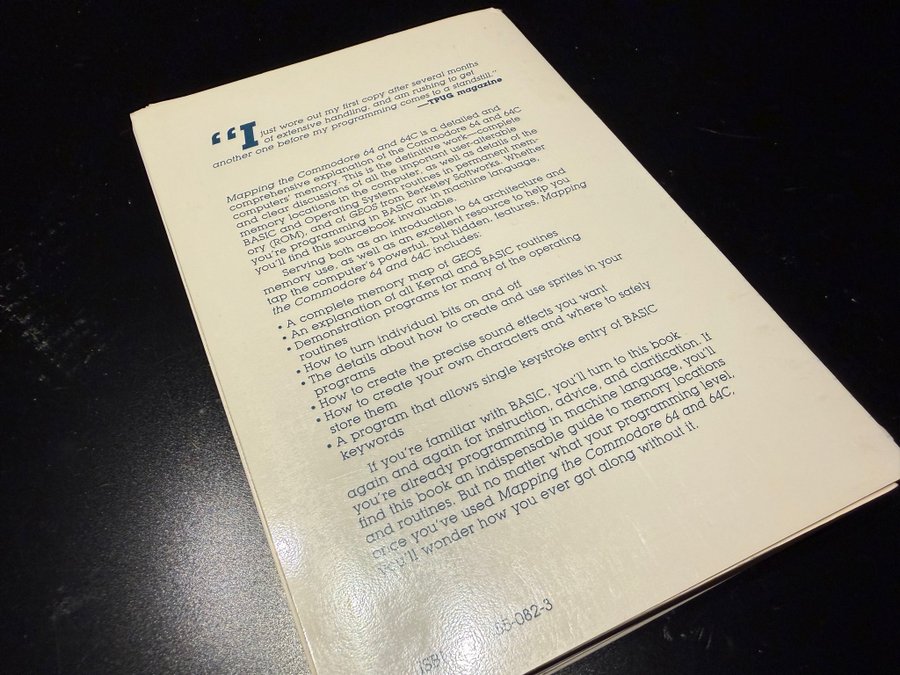 “I just wore out my first copy after several months
of extensive handling, and am rushing to get
another one before my programming comes to a standstill.”
—TPUG magazine
Mapping the Commodore 64 and 64C is a detailed and
comprehensive explanation of the Commodore 64 and 64C
computers' memory. This is the definitive work—complete
and clear discussions of all the important user-alterable
memory locations in the computer, as well as details of the
BASIC and Operating System routines in permanent mem-
ory (ROM), and of GEOS from Berkeley Softworks. Whether
you're programming in BASIC or in machine language,
you'll find this sourcebook invaluable.
Serving both as an introduction to 64 architecture and
memory use, as well as an excellent resource to help you
tap the computer's powerful, but hidden, features, Mapping
the Commodore 64 and 64C includes:
• A complete memory map of GEOS
• An explanation of all Kernal and BASIC routines
• Demonstration programs for many of the operating
routines
• How to turn individual bits on and off
• The details about how to create and use sprites in your
programs
• How to create the precise sound effects you want
• How to create your own characters and where to safely
store them
• A program that allows single keystroke entry of BASIC
keywords
If you're familiar with BASIC, you'll turn to this book
again and again for instruction, advice, and clarification. If
you're already programming in machine language, you'll
find this book an indispensable guide to memory locations
and routines. But no matter what your programming level,
once you've used Mapping the Commodore 64 and 64C,
you'll wonder how you ever got along without it.
ISBN 55-082-3